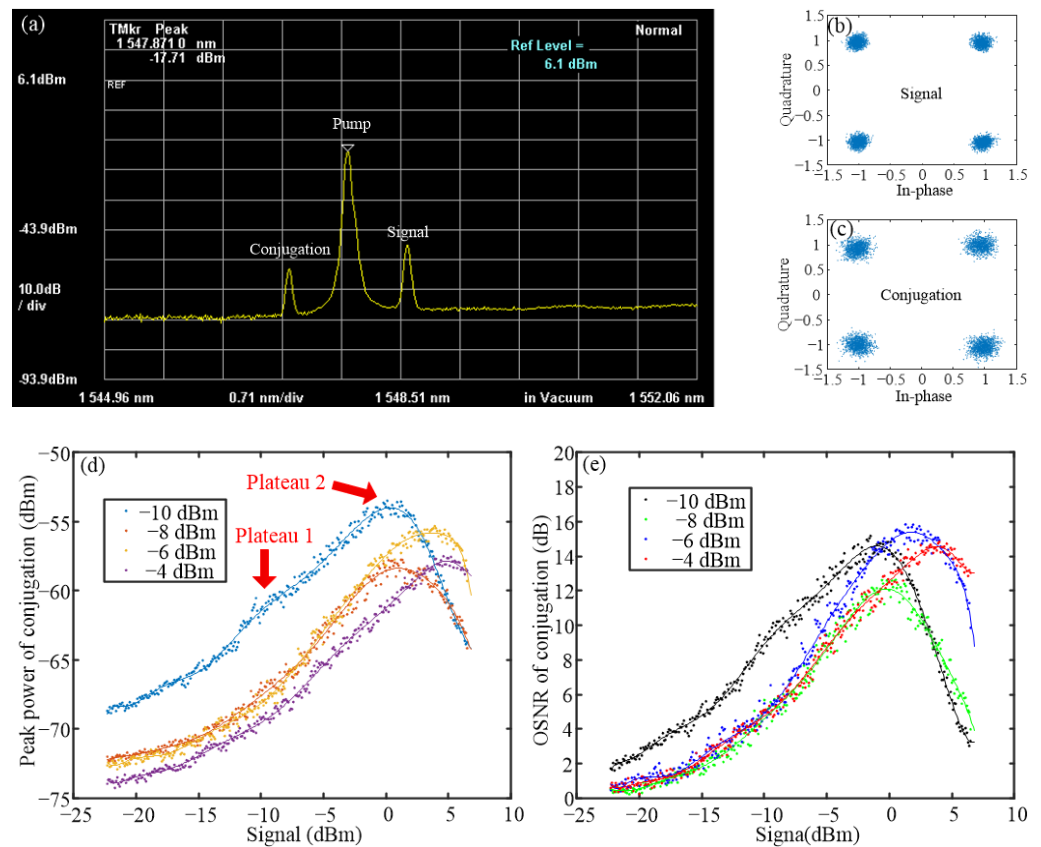 (a)
TMkr Peak
1 547.871 0 nm
-17.71 dBm
Normal
Ref Level =
6.1 dBm
6.1dBm
REF
Pump
-43.9dBm
Conjugation
Signal
10.0dB
/ div
-93.9dBm
1 544.96 nm
0.71 nm/div
1 548.51 nm
in Vacuum
1 552.06 nm
(b)
1.5
1
0.5
0
−0.5
−1
−1.5
Quadrature
Signal
−1.5 −1 −0.5 0 0.5 1 1.5
In-phase
(c)
1.5
1
0.5
0
−0.5
−1
−1.5
Quadrature
Conjugation
−1.5 −1 −0.5 0 0.5 1 1.5
In-phase
(d)
−50
−55
−60
−65
−70
−75
Peak power of conjugation (dBm)
Plateau 2
Plateau 1
−10 dBm
−8 dBm
−6 dBm
−4 dBm
−25 −20 −15 −10 −5 0 5 10
Signal (dBm)
(e)
20
18
16
14
12
10
8
6
4
2
0
OSNR of conjugation (dB)
−10 dBm
−8 dBm
−6 dBm
−4 dBm
−25 −20 −15 −10 −5 0 5 10
Signa(dBm)